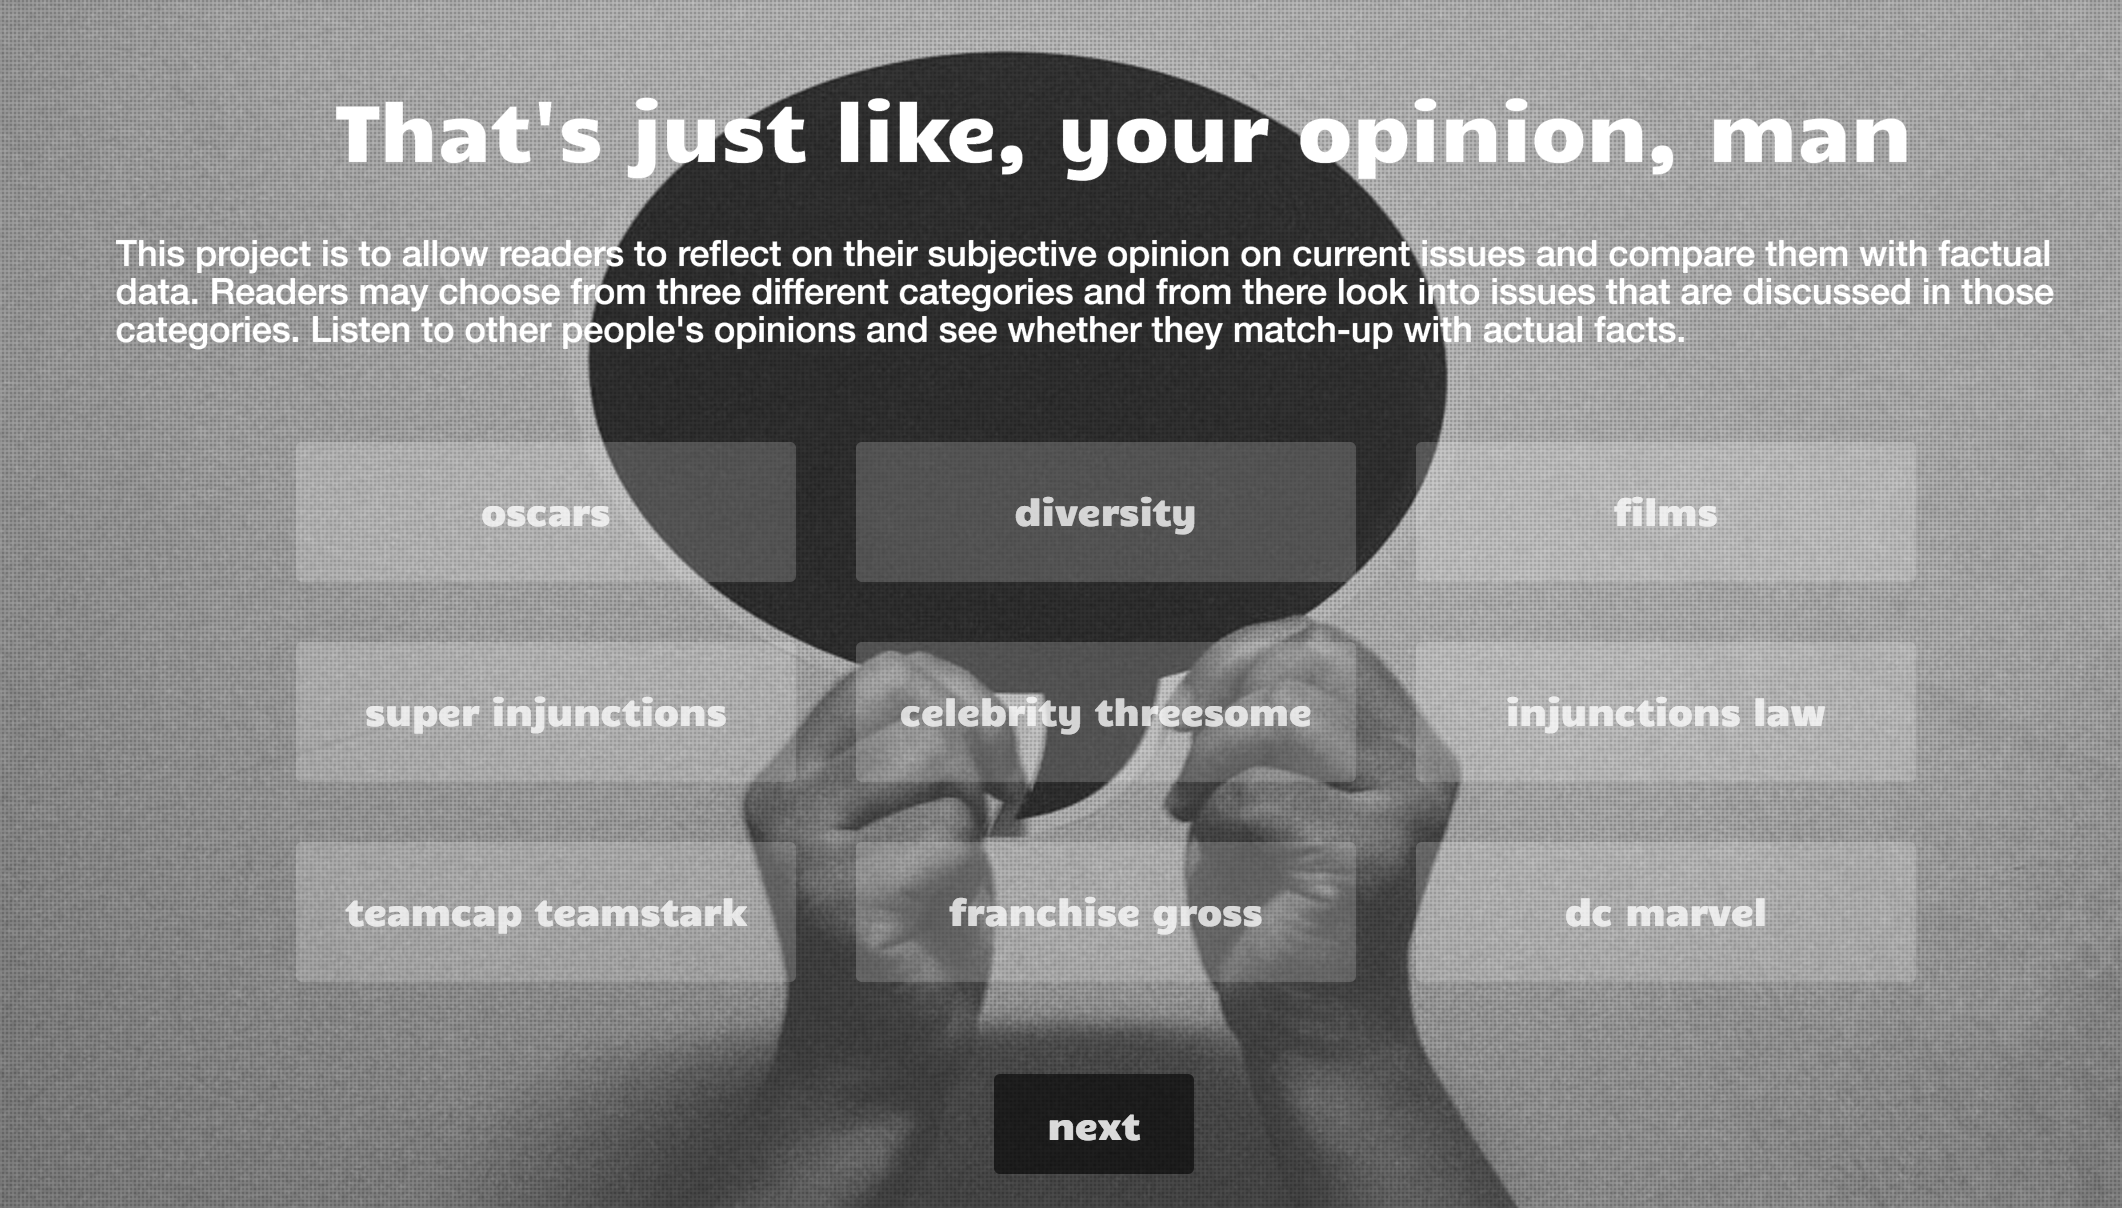 That's just like, your opinion, man
This project is to allow readers to reflect on their subjective opinion on current issues and compare them with factual
data. Readers may choose from three different categories and from there look into issues that are discussed in those
categories. Listen to other people's opinions and see whether they match-up with actual facts.
oscars
diversity
films
super injunctions
celebrity threesome
injunctions law
teamcap teamstark
franchise gross
dc marvel
next